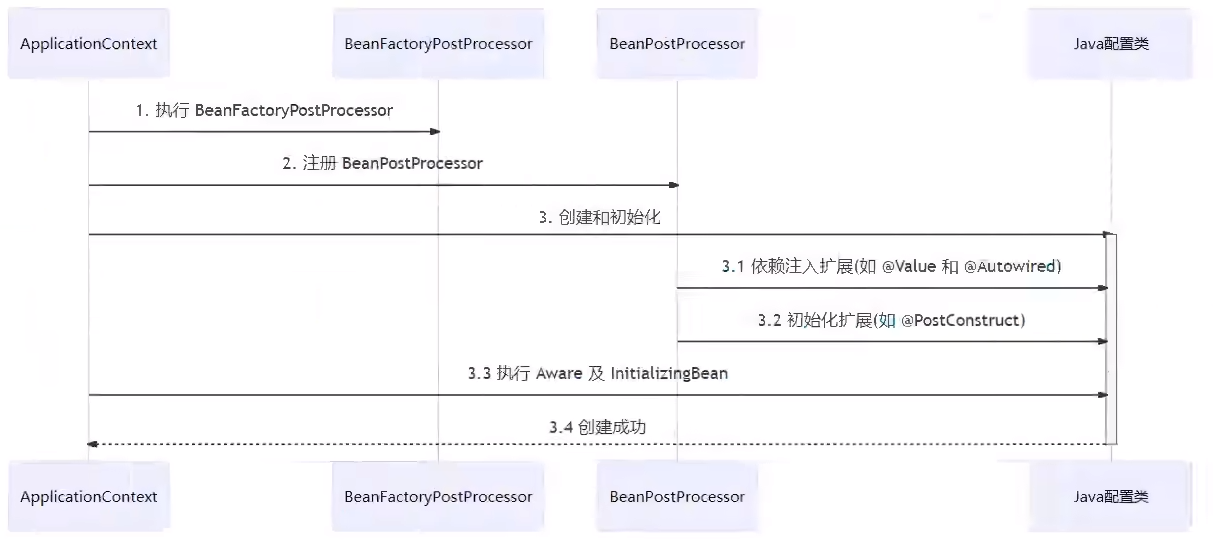 ApplicationContext
BeanFactoryPostProcessor
BeanPostProcessor
Java配置类
1. 执行 BeanFactoryPostProcessor
2. 注册 BeanPostProcessor
3. 创建和初始化
3.1 依赖注入扩展(如 @Value 和 @Autowired)
3.2 初始化扩展(如 @PostConstruct)
3.3 执行 Aware 及 InitializingBean
3.4 创建成功
ApplicationContext
BeanFactoryPostProcessor
BeanPostProcessor
Java配置类